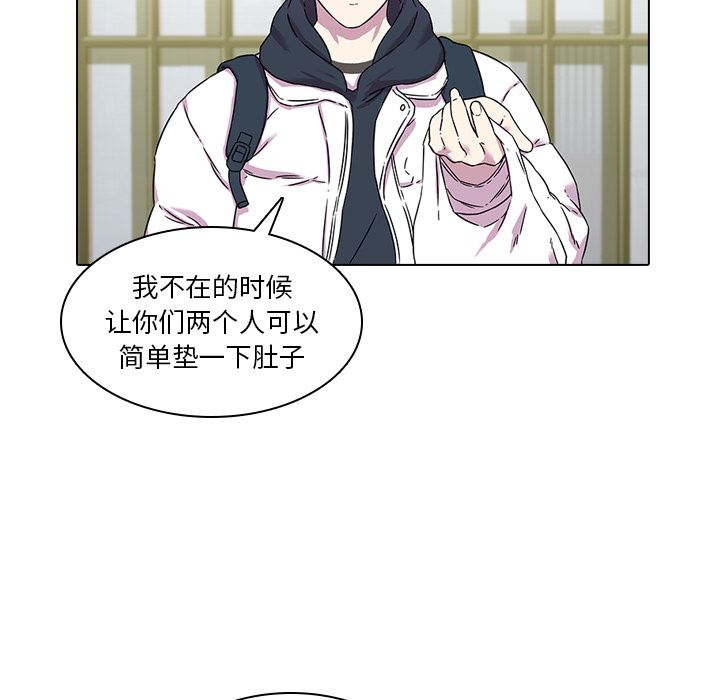 我不在的时候
让你们两个人可以
简单垫一下肚子